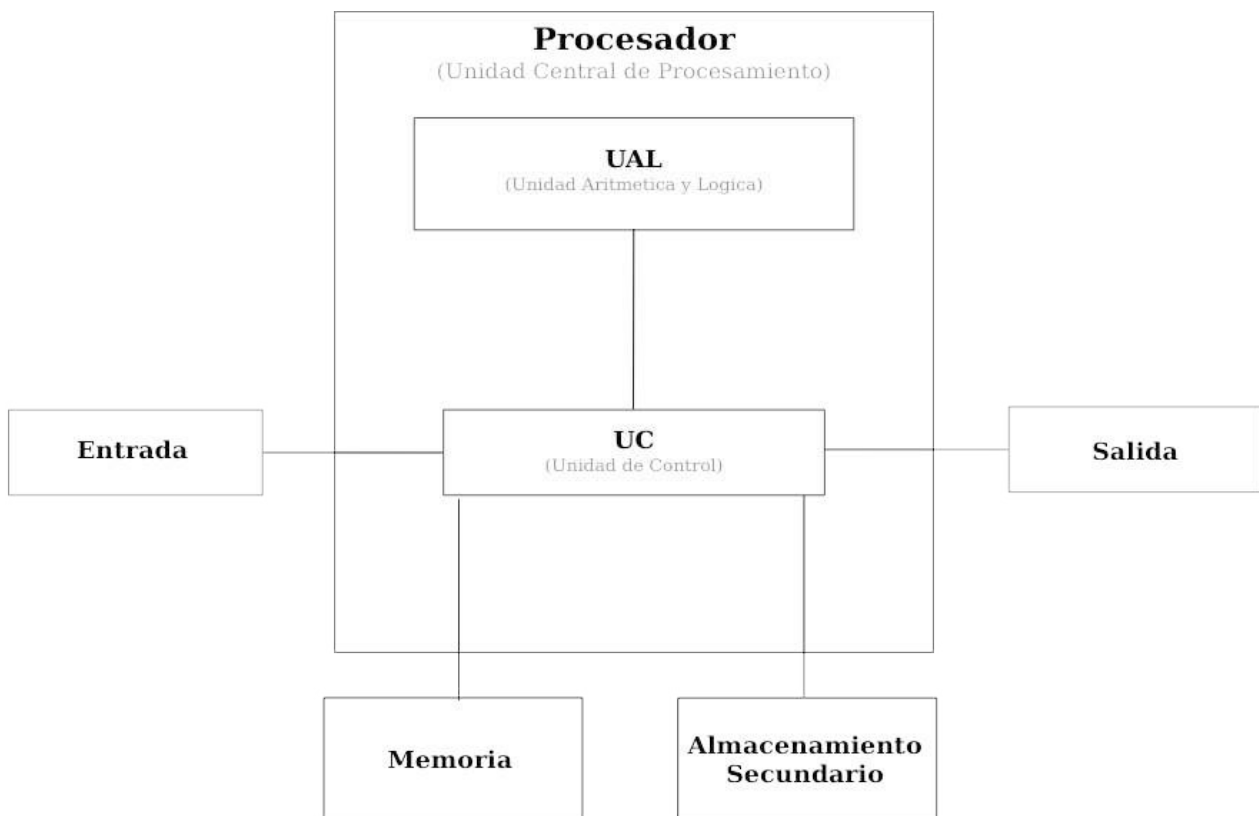 Procesador
(Unidad Central de Procesamiento)
UAL
(Unidad Aritmetica y Logica)
Entrada
UC
(Unidad de Control)
Salida
Memoria
Almacenamiento
Secundario